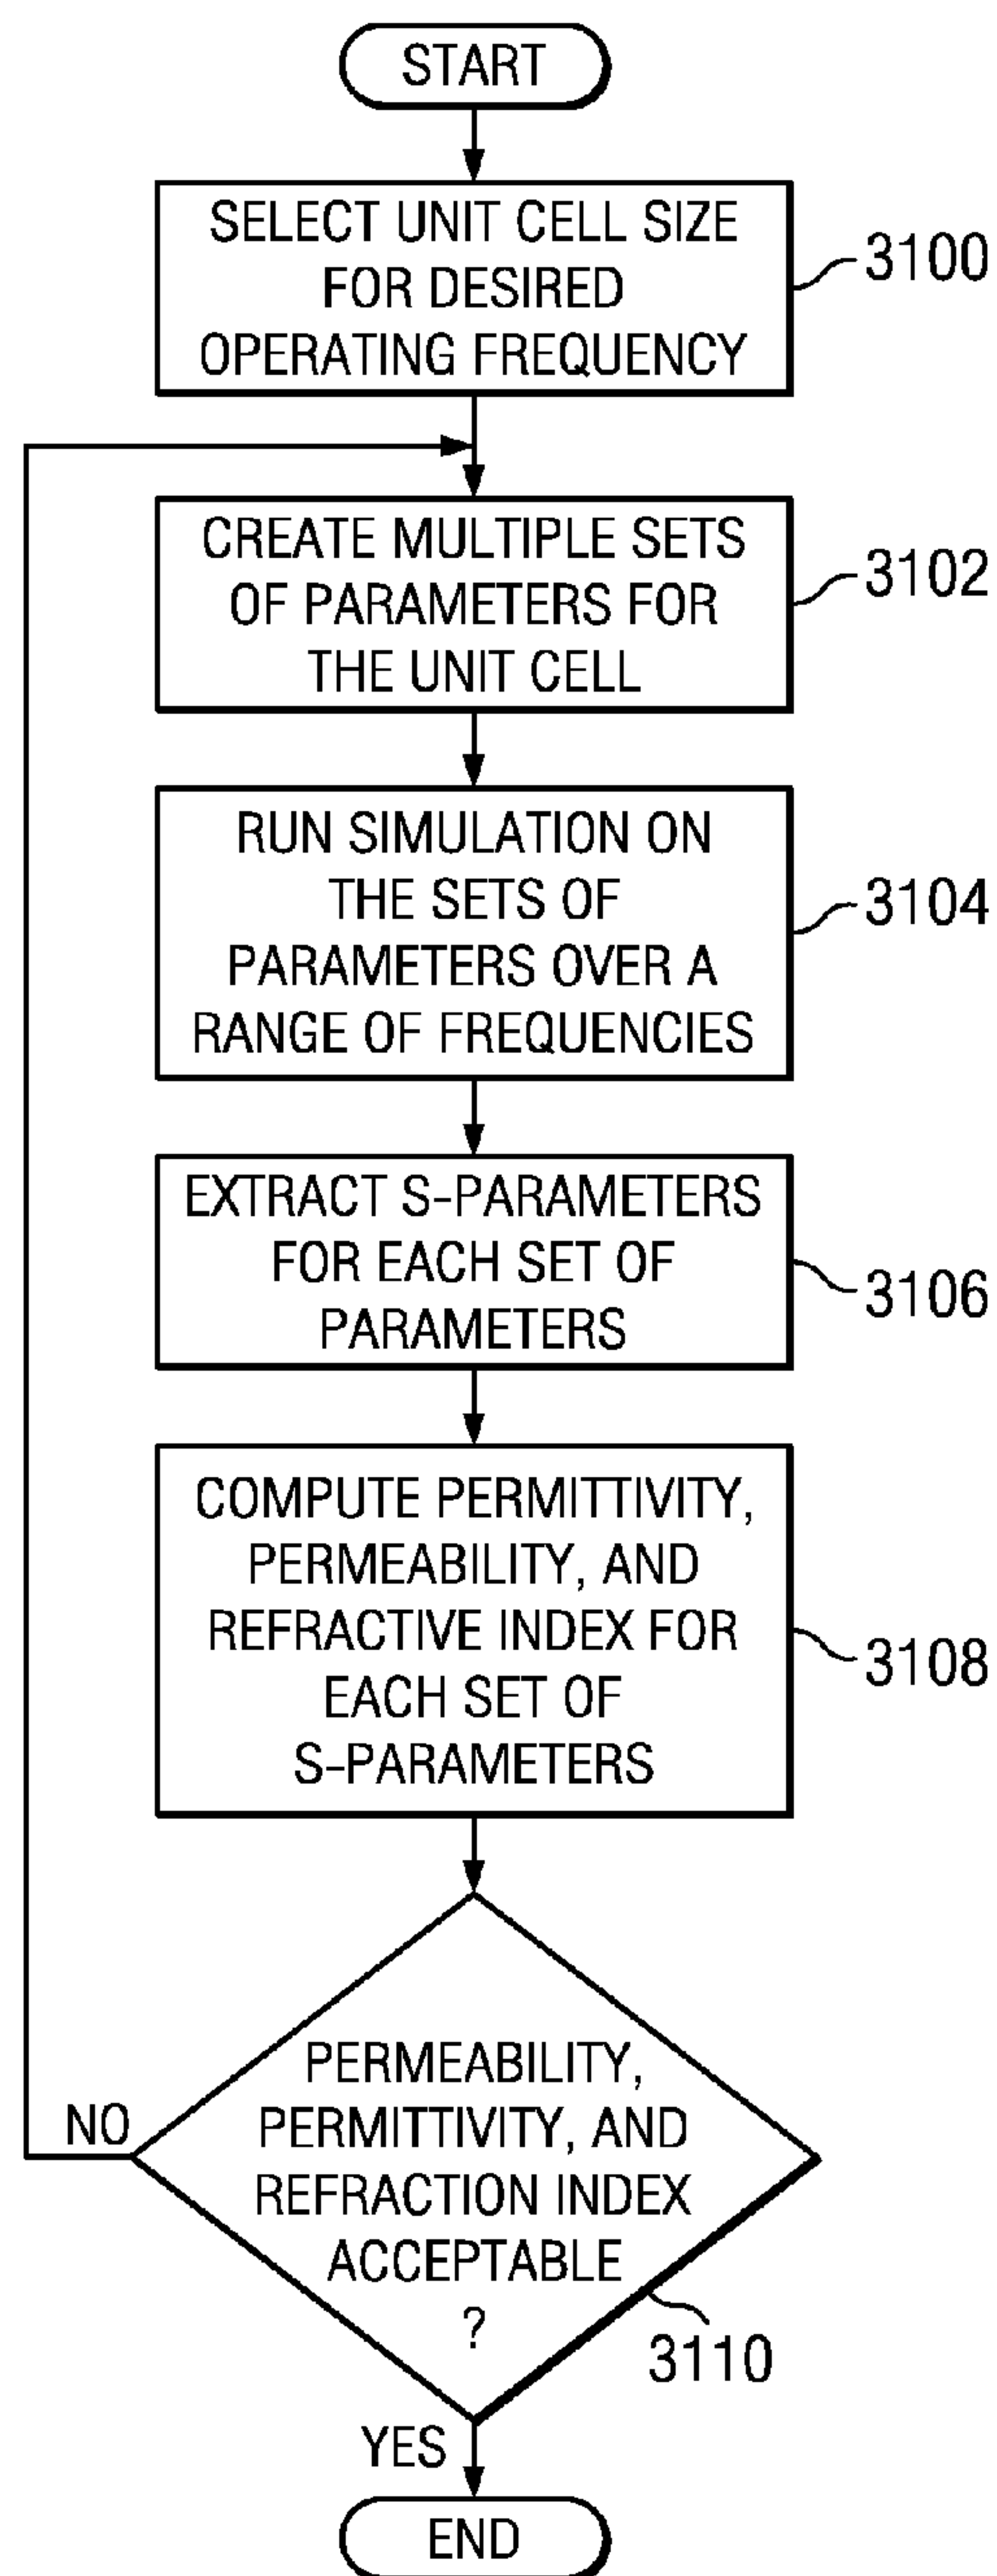 START
SELECT UNIT CELL SIZE
FOR DESIRED
OPERATING FREQUENCY
3100
CREATE MULTIPLE SETS
OF PARAMETERS FOR
THE UNIT CELL
3102
RUN SIMULATION ON
THE SETS OF
PARAMETERS OVER A
RANGE OF FREQUENCIES
3104
EXTRACT S-PARAMETERS
FOR EACH SET OF
PARAMETERS
3106
COMPUTE PERMITTIVITY,
PERMEABILITY, AND
REFRACTIVE INDEX FOR
EACH SET OF
S-PARAMETERS
3108
PERMEABILITY,
PERMITTIVITY, AND
REFRACTION INDEX
ACCEPTABLE
?
3110
NO
YES
END